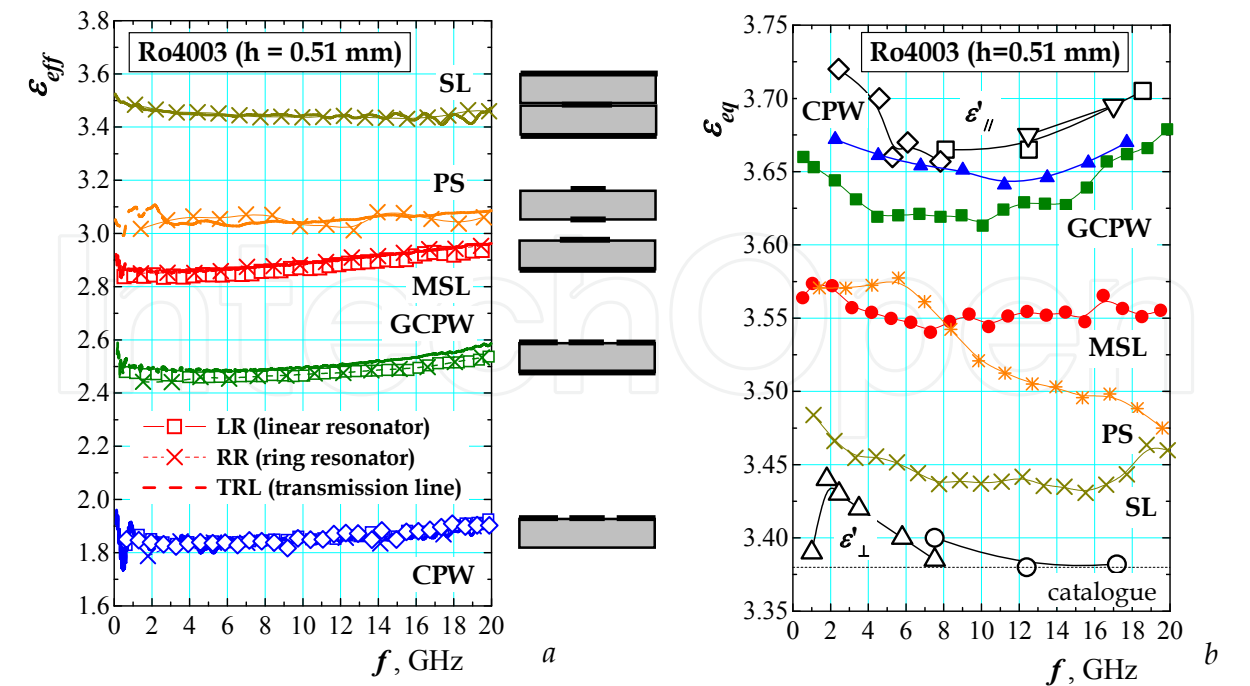 3.8
3.6
3.4
3.2
3.0
2.8
2.6
2.4
2.2
2.0
1.8
1.6
ε_eff
Ro4003 (h = 0.51 mm)
SL
PS
MSL
GCPW
LR (linear resonator)
RR (ring resonator)
TRL (transmission line)
CPW
0 2 4 6 8 10 12 14 16 18 20
f, GHz
a
3.75
3.70
3.65
3.60
3.55
3.50
3.45
3.40
3.35
ε_eq
Ro4003 (h=0.51 mm)
CPW
ε'_//
GCPW
MSL
PS
SL
ε'_⊥
catalogue
0 2 4 6 8 10 12 14 16 18 20
f, GHz
b
ntechOpen